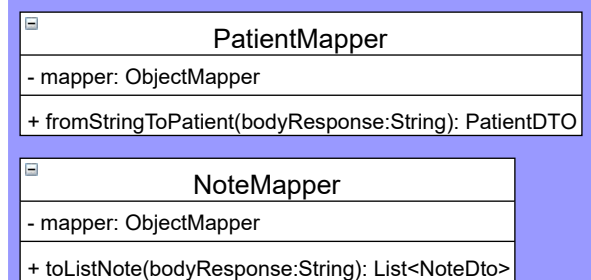 PatientMapper
- mapper: ObjectMapper
+ fromStringToPatient(bodyResponse:String): PatientDTO
NoteMapper
- mapper: ObjectMapper
+ toListNote(bodyResponse:String): List<NoteDto>